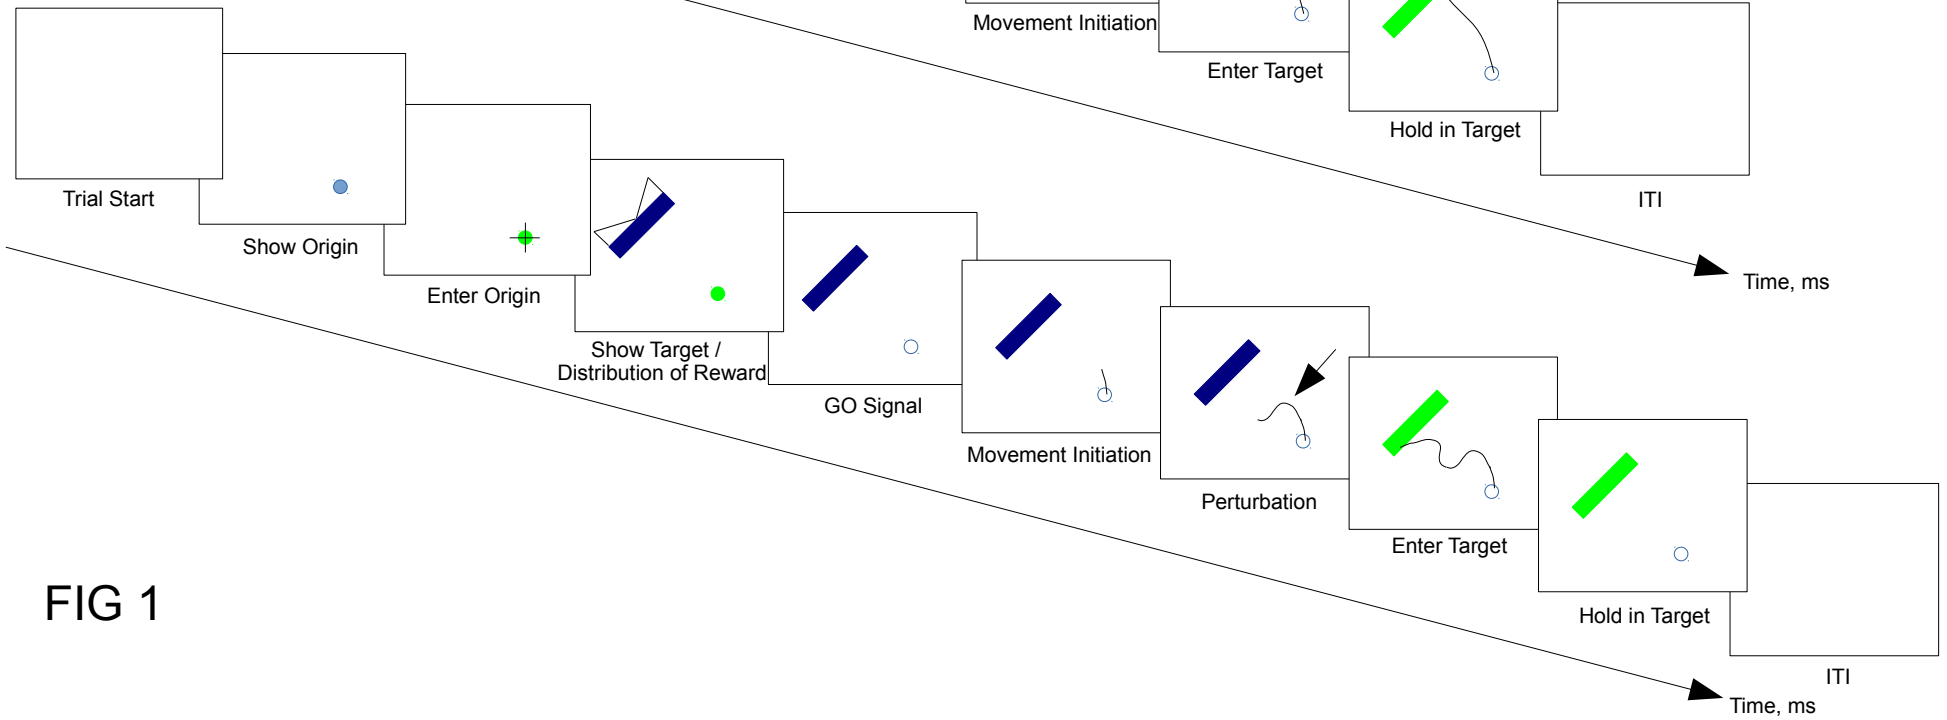 Movement Initiation
Enter Target
Hold in Target
ITI
Time, ms
Trial Start
Show Origin
Enter Origin
Show Target /
Distribution of Reward
GO Signal
Movement Initiation
Perturbation
Enter Target
Hold in Target
ITI
Time, ms
FIG 1